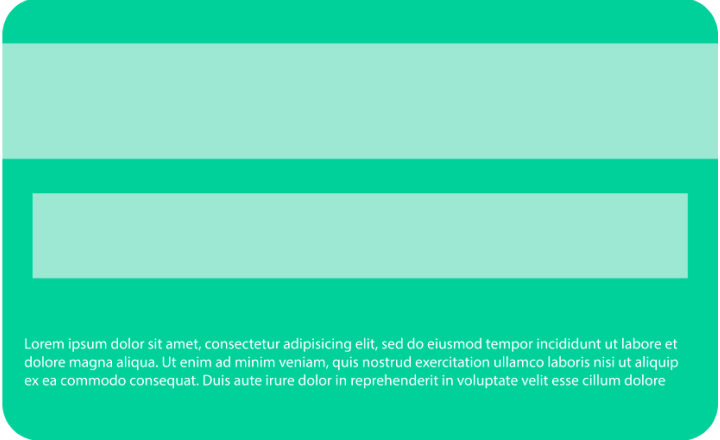 Lorem ipsum dolor sit amet, consectetur adipisicing elit, sed do eiusmod tempor incididunt ut labore et
dolore magna aliqua. Ut enim ad minim veniam, quis nostrud exercitation ullamco laboris nisi ut aliquip
ex ea commodo consequat. Duis aute irure dolor in reprehenderit in voluptate velit esse cillum dolore